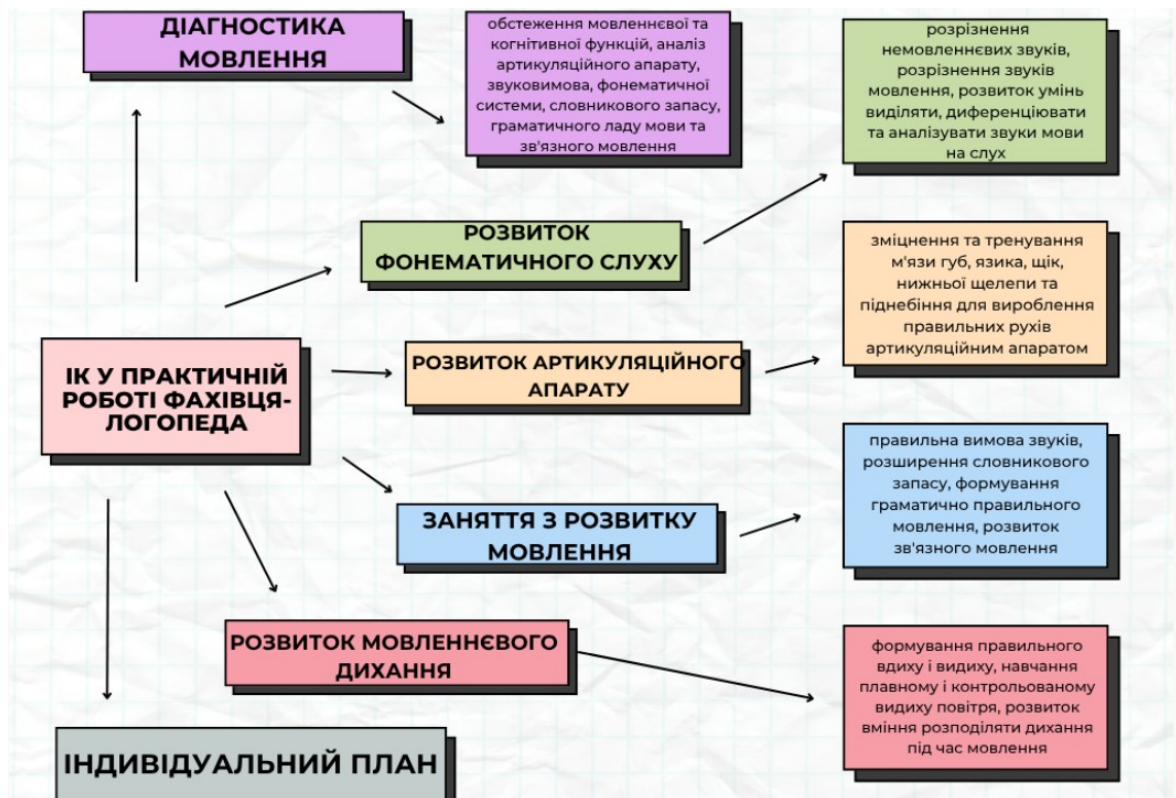 ДІАГНОСТИКА
МОВЛЕННЯ
обстеження мовленнєвої та
когнітивної функцій, аналіз
артикуляційного апарату,
звуковимова, фонематичної
системи, словникового запасу,
граматичного ладу мови та
зв'язного мовлення
розрізнення
немовленнєвих звуків,
розрізнення звуків
мовлення, розвиток умінь
виділяти, диференціювати
та аналізувати звуки мови
на слух
РОЗВИТОК
ФОНЕМАТИЧНОГО СЛУХУ
зміцнення та тренування
м'язи губ, язика, щік,
нижньої щелепи та
піднебіння для вироблення
правильних рухів
артикуляційним апаратом
ІК У ПРАКТИЧНІЙ
РОБОТІ ФАХІВЦЯ-
ЛОГОПЕДА
РОЗВИТОК АРТИКУЛЯЦІЙНОГО
АПАРАТУ
правильна вимова звуків,
розширення словникового
запасу, формування
граматично правильного
мовлення, розвиток
зв'язного мовлення
ЗАНЯТТЯ З РОЗВИТКУ
МОВЛЕННЯ
РОЗВИТОК МОВЛЕННЄВОГО
ДИХАННЯ
формування правильного
вдиху і видиху, навчання
плавному і контрольованому
видиху повітря, розвиток
вміння розподіляти дихання
під час мовлення
ІНДИВІДУАЛЬНИЙ ПЛАН